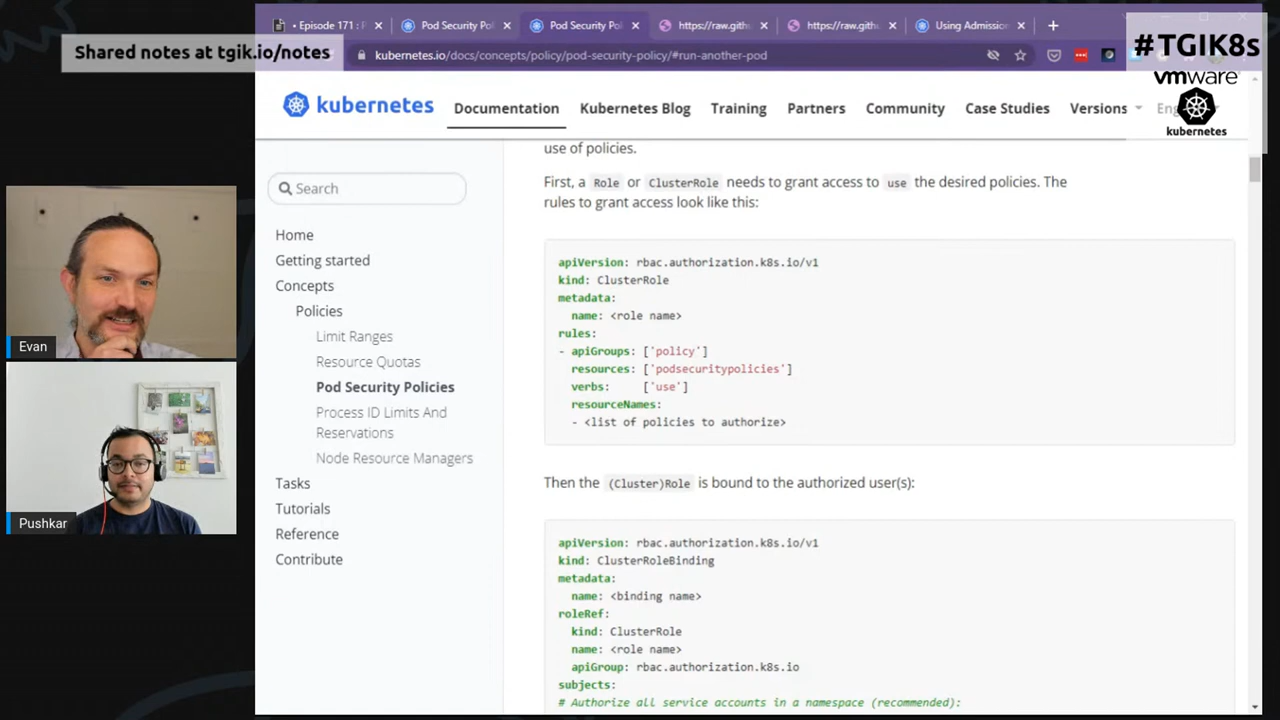 • Episode 171 : P
Pod Security Pol
Pod Security Pol
https://raw.githu
https://raw.githu
Using Admission
Shared notes at tgik.io/notes
kubernetes.io/docs/concepts/policy/pod-security-policy/#run-another-pod
#TGIK8s
vmware
kubernetes
kubernetes
Documentation
Kubernetes Blog
Training
Partners
Community
Case Studies
Versions
Search
Home
Getting started
Concepts
Policies
Limit Ranges
Resource Quotas
Pod Security Policies
Process ID Limits And
Reservations
Node Resource Managers
Tasks
Tutorials
Reference
Contribute
use of policies.
First, a Role or ClusterRole needs to grant access to use the desired policies. The
rules to grant access look like this:
apiVersion: rbac.authorization.k8s.io/v1
kind: ClusterRole
metadata:
name: <role name>
rules:
- apiGroups: ['policy']
resources: ['podsecuritypolicies']
verbs: ['use']
resourceNames:
- <list of policies to authorize>
Then the (Cluster)Role is bound to the authorized user(s):
apiVersion: rbac.authorization.k8s.io/v1
kind: ClusterRoleBinding
metadata:
name: <binding name>
roleRef:
kind: ClusterRole
name: <role name>
apiGroup: rbac.authorization.k8s.io
subjects:
# Authorize all service accounts in a namespace (recommended):
Evan
Pushkar